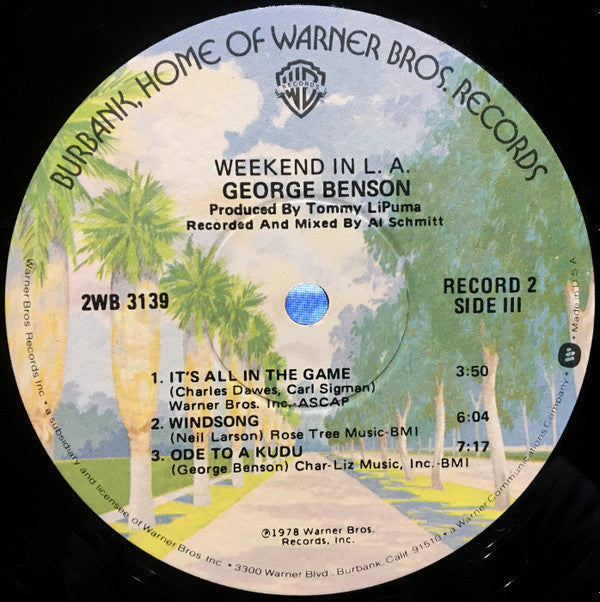 BURBANK, HOME OF WARNER BROS. RECORDS
WB
RECORDS
WEEKEND IN L. A.
GEORGE BENSON
Produced By Tommy LiPuma
Recorded And Mixed By Al Schmitt
2WB 3139
RECORD 2
SIDE III
1. IT'S ALL IN THE GAME 3:50
(Charles Dawes, Carl Sigman)
Warner Bros. Inc.-ASCAP
2. WINDSONG 6:04
(Neil Larson) Rose Tree Music-BMI
3. ODE TO A KUDU 7:17
(George Benson) Char-Liz Music, Inc.-BMI
℗1978 Warner Bros.
Records, Inc.
Warner Bros. Records Inc. • a subsidiary and licensee of Warner Bros. Inc. • 3300 Warner Blvd., Burbank, Calif. 91510 • a Warner Communications Company • Made in U.S.A.